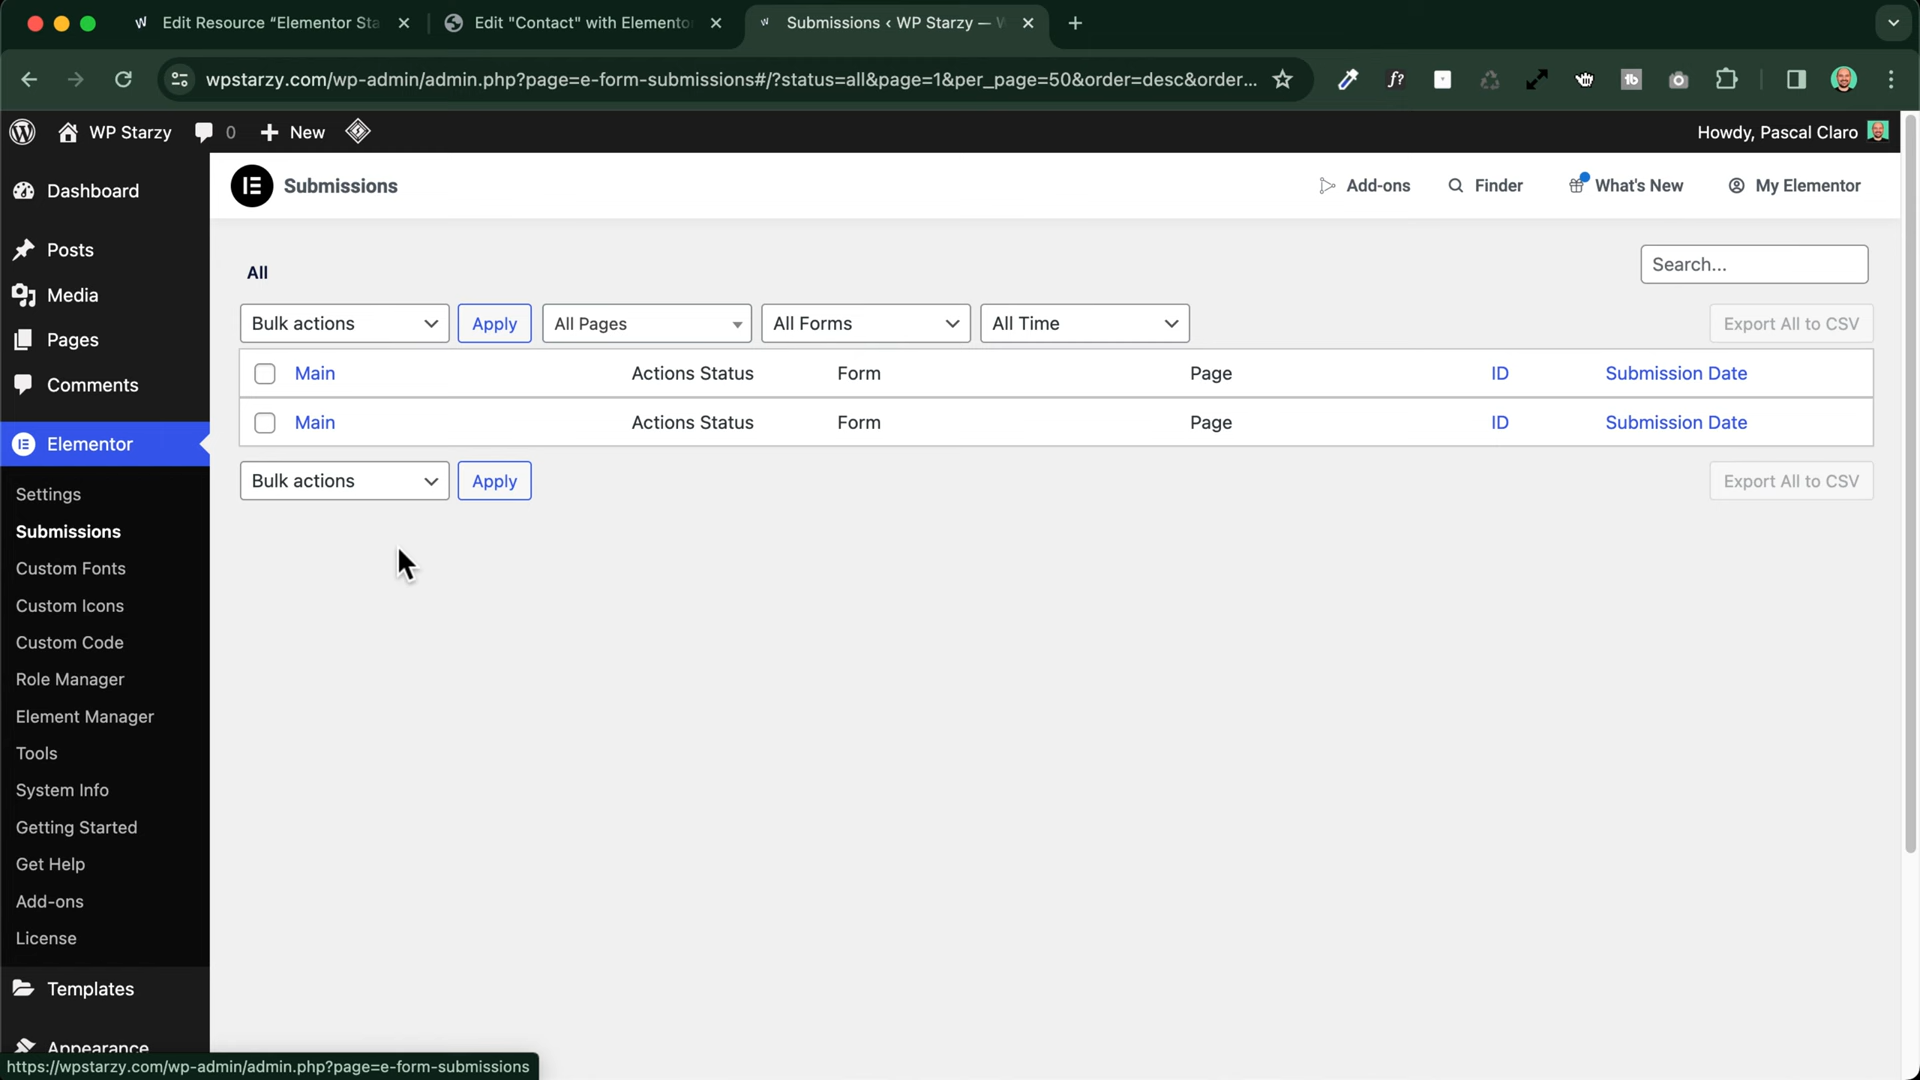 Edit Resource “Elementor Sta
Edit "Contact" with Elemento
Submissions ‹ WP Starzy — W
wpstarzy.com/wp-admin/admin.php?page=e-form-submissions#/?status=all&page=1&per_page=50&order=desc&order...
WP Starzy
0
New
Howdy, Pascal Claro
Dashboard
Posts
Media
Pages
Comments
Elementor
Settings
Submissions
Custom Fonts
Custom Icons
Custom Code
Role Manager
Element Manager
Tools
System Info
Getting Started
Get Help
Add-ons
License
Templates
Appearance
Submissions
Add-ons
Finder
What's New
My Elementor
All
Search...
Bulk actions
Apply
All Pages
All Forms
All Time
Export All to CSV
Main Actions Status Form Page ID Submission Date
Main Actions Status Form Page ID Submission Date
Bulk actions
Apply
Export All to CSV
https://wpstarzy.com/wp-admin/admin.php?page=e-form-submissions